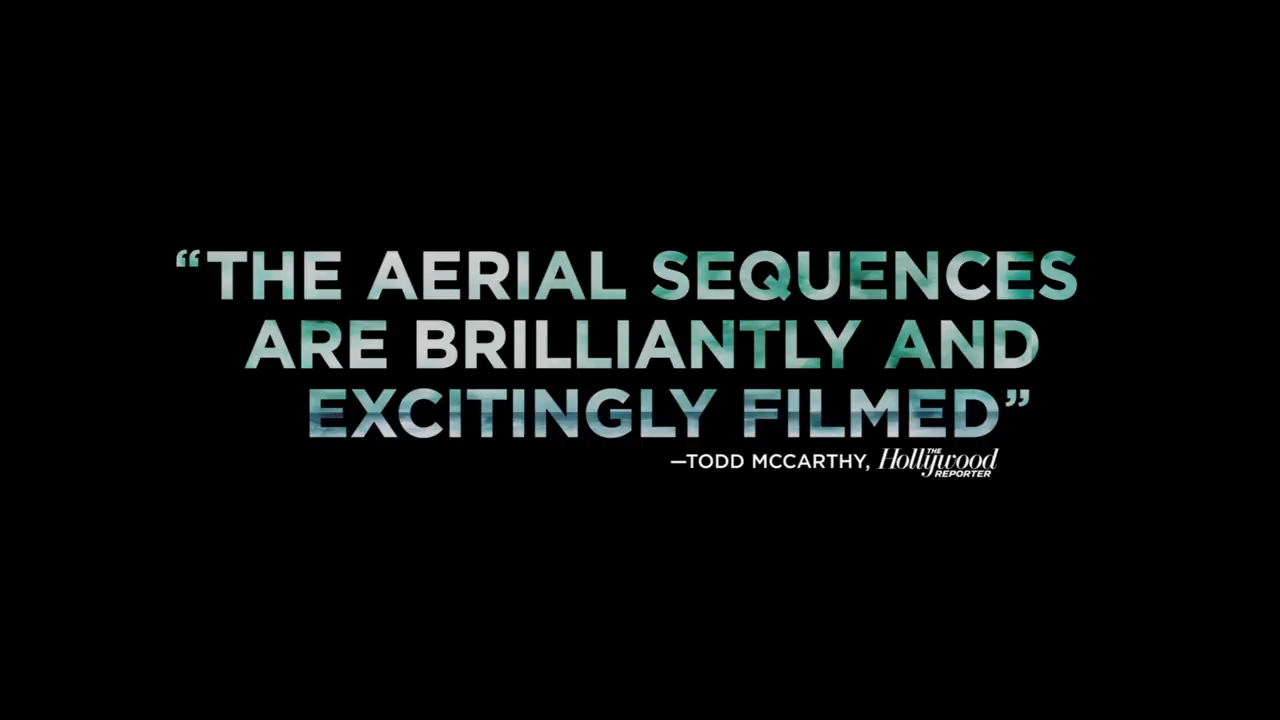 “THE AERIAL SEQUENCES
ARE BRILLIANTLY AND
EXCITINGLY FILMED”
—TODD MCCARTHY, THE Hollywood REPORTER